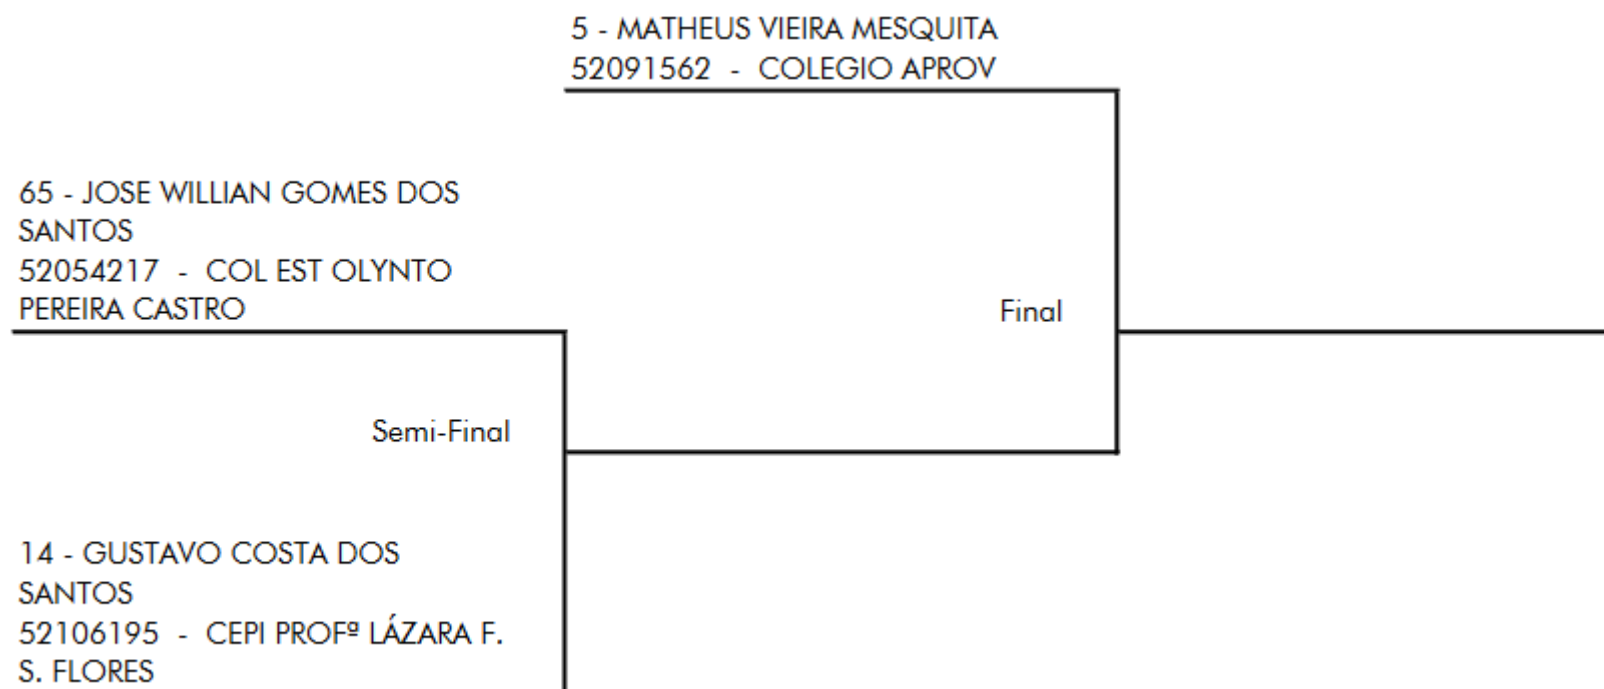 5 - MATHEUS VIEIRA MESQUITA
52091562 - COLEGIO APROV
65 - JOSE WILLIAN GOMES DOS
SANTOS
52054217 - COL EST OLYNTO
PEREIRA CASTRO
Final
Semi-Final
14 - GUSTAVO COSTA DOS
SANTOS
52106195 - CEPI PROFª LÁZARA F.
S. FLORES